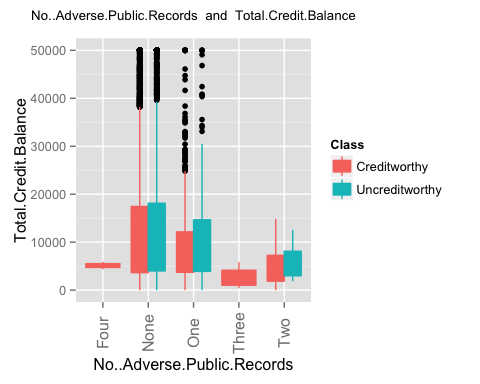 No..Adverse.Public.Records and Total.Credit.Balance
50000
40000
30000
20000
10000
0
Total.Credit.Balance
Four
None
One
Three
Two
No..Adverse.Public.Records
Class
Creditworthy
Uncreditworthy